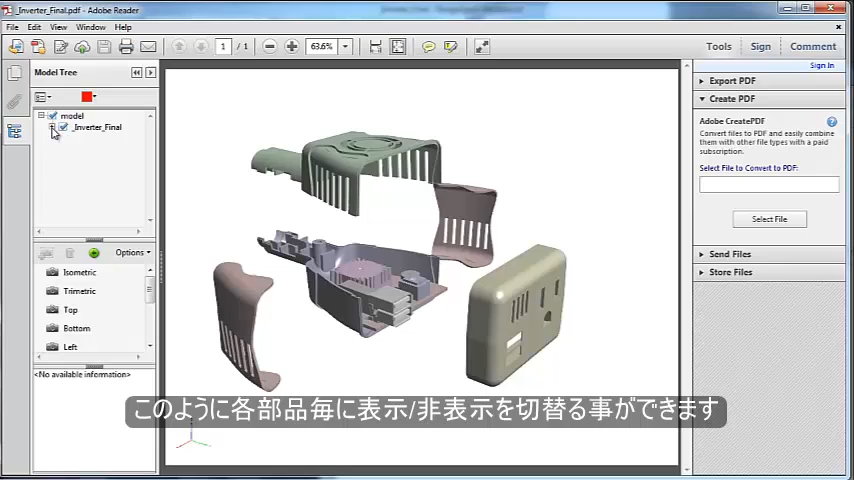 _Inverter_Final.pdf - Adobe Reader
File Edit View Window Help
1 / 1 63.6% Tools Sign Comment
Sign In
Model Tree
model
_Inverter_Final
Options
Isometric
Trimetric
Top
Bottom
Left
<No available information>
Export PDF
Create PDF
Adobe CreatePDF
Convert files to PDF and easily combine
them with other file types with a paid
subscription.
Select File to Convert to PDF:
Select File
Send Files
Store Files
このように各部品毎に表示/非表示を切替る事ができます